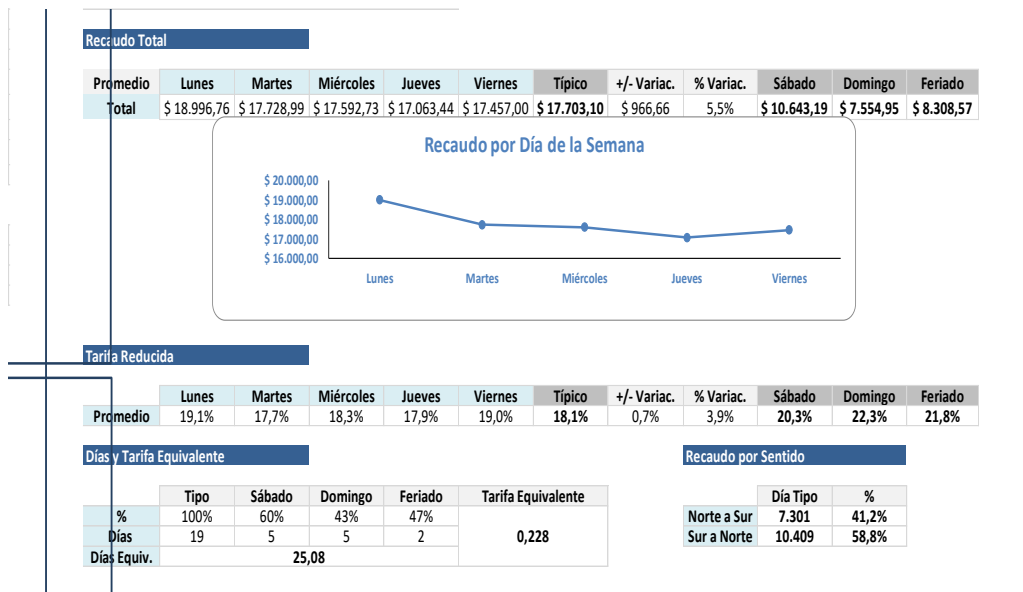 Recaudo Total
Promedio Lunes Martes Miércoles Jueves Viernes Típico +/- Variac. % Variac. Sábado Domingo Feriado
Total $ 18.996,76 $ 17.728,99 $ 17.592,73 $ 17.063,44 $ 17.457,00 $ 17.703,10 $ 966,66 5,5% $ 10.643,19 $ 7.554,95 $ 8.308,57
Recaudo por Día de la Semana
$ 20.000,00
$ 19.000,00
$ 18.000,00
$ 17.000,00
$ 16.000,00
Lunes Martes Miércoles Jueves Viernes
Tarifa Reducida
Lunes Martes Miércoles Jueves Viernes Típico +/- Variac. % Variac. Sábado Domingo Feriado
Promedio 19,1% 17,7% 18,3% 17,9% 19,0% 18,1% 0,7% 3,9% 20,3% 22,3% 21,8%
Días y Tarifa Equivalente Recaudo por Sentido
Tipo Sábado Domingo Feriado Tarifa Equivalente Día Tipo %
% 100% 60% 43% 47% Norte a Sur 7.301 41,2%
Días 19 5 5 2 0,228 Sur a Norte 10.409 58,8%
Días Equiv. 25,08